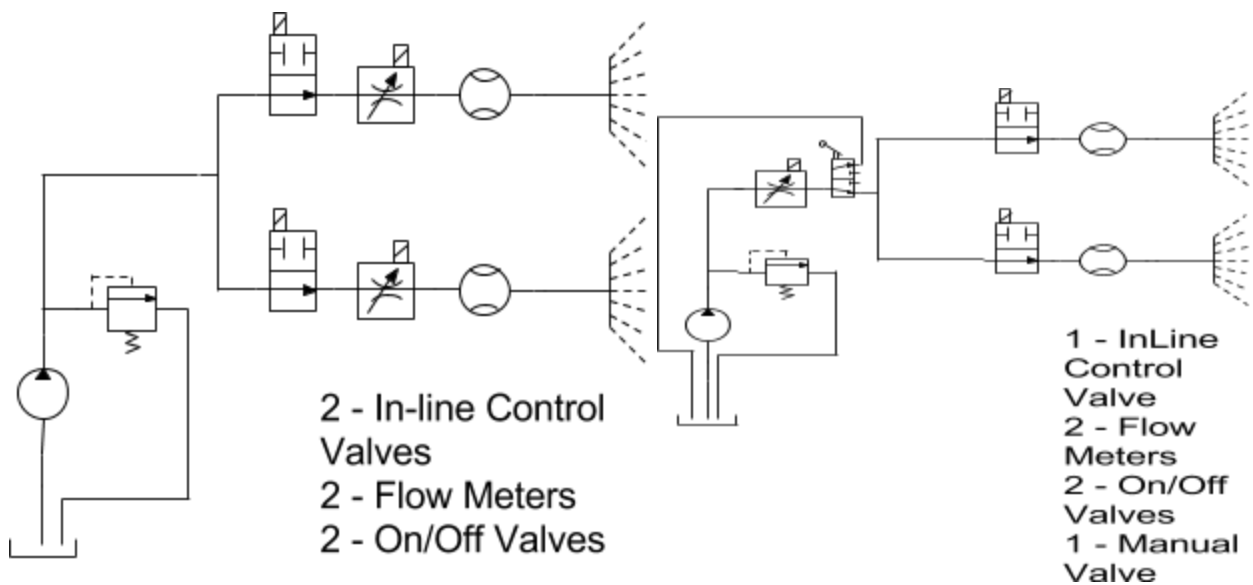 2 - In-line Control
Valves
2 - Flow Meters
2 - On/Off Valves
1 - InLine
Control
Valve
2 - Flow
Meters
2 - On/Off
Valves
1 - Manual
Valve